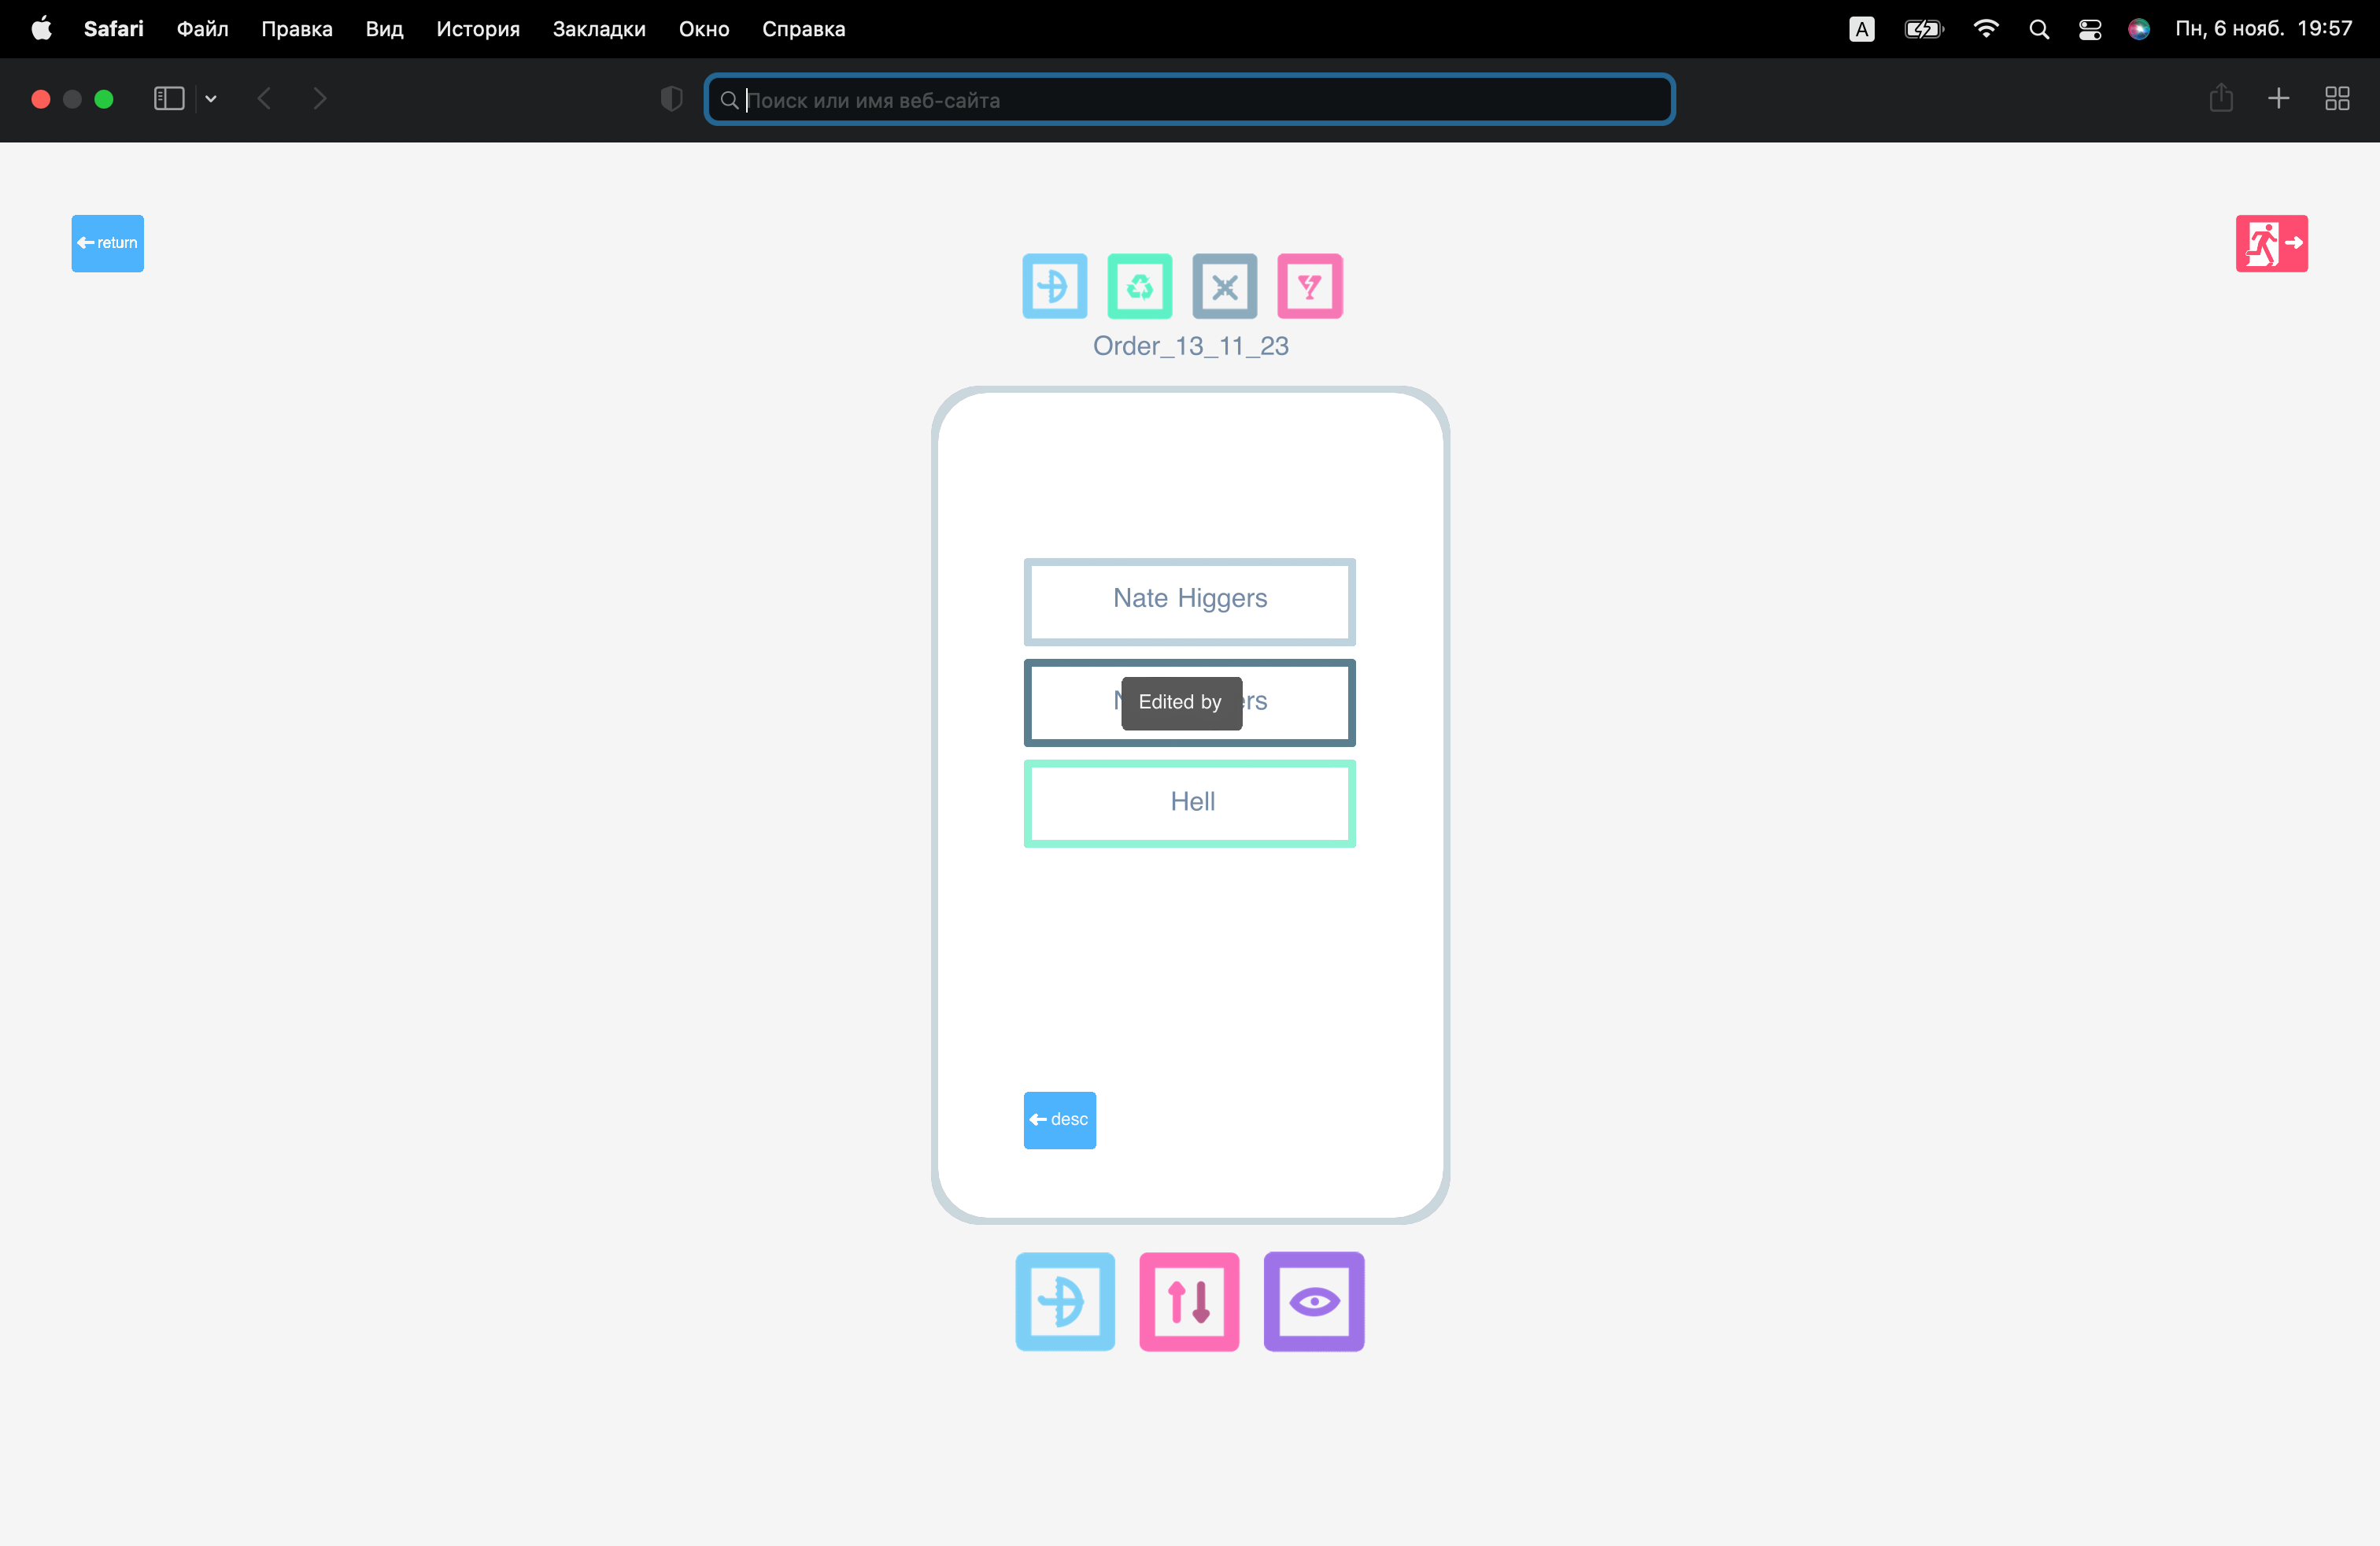 Safari Файл Правка Вид История Закладки Окно Справка A Пн, 6 нояб. 19:57
Поиск или имя веб-сайта
return
Order_13_11_23
Nate Higgers
Edited by
Hell
desc